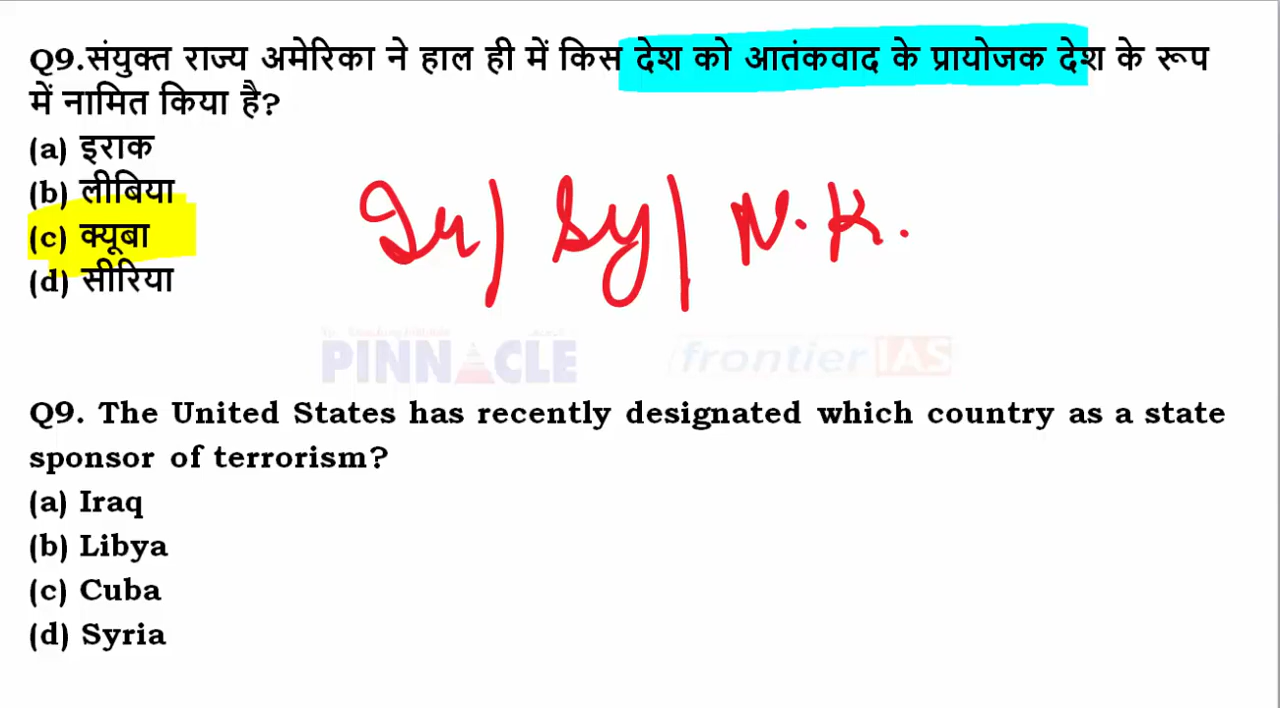 Q9.संयुक्त राज्य अमेरिका ने हाल ही में किस देश को आतंकवाद के प्रायोजक देश के रूप
में नामित किया है?
(a) इराक
(b) लीबिया
(c) क्यूबा
(d) सीरिया
Sy| N.K.
PINNACLE frontier IAS
Q9. The United States has recently designated which country as a state
sponsor of terrorism?
(a) Iraq
(b) Libya
(c) Cuba
(d) Syria